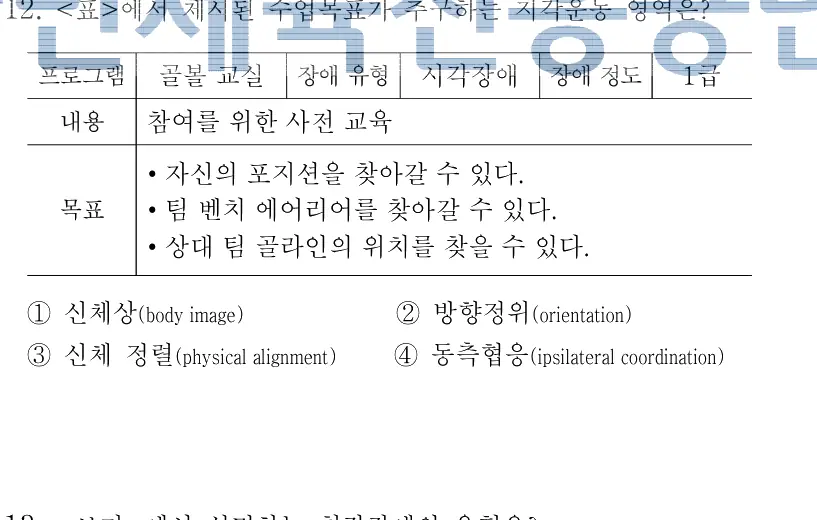 12. <표>에서 제시된 수업목표가 추구하는 지각운동 영역은?
프로그램 골볼 교실 장애 유형 시각장애 장애 정도 1급
내용 참여를 위한 사전 교육
목표
• 자신의 포지션을 찾아갈 수 있다.
• 팀 벤치 에어리어를 찾아갈 수 있다.
• 상대 팀 골라인의 위치를 찾을 수 있다.
① 신체상(body image) ② 방향정위(orientation)
③ 신체 정렬(physical alignment) ④ 동측협응(ipsilateral coordination)